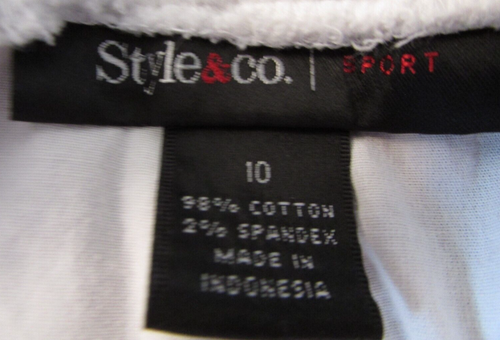 Style&co. | SPORT
10
98% COTTON
2% SPANDEX
MADE IN
INDONESIA